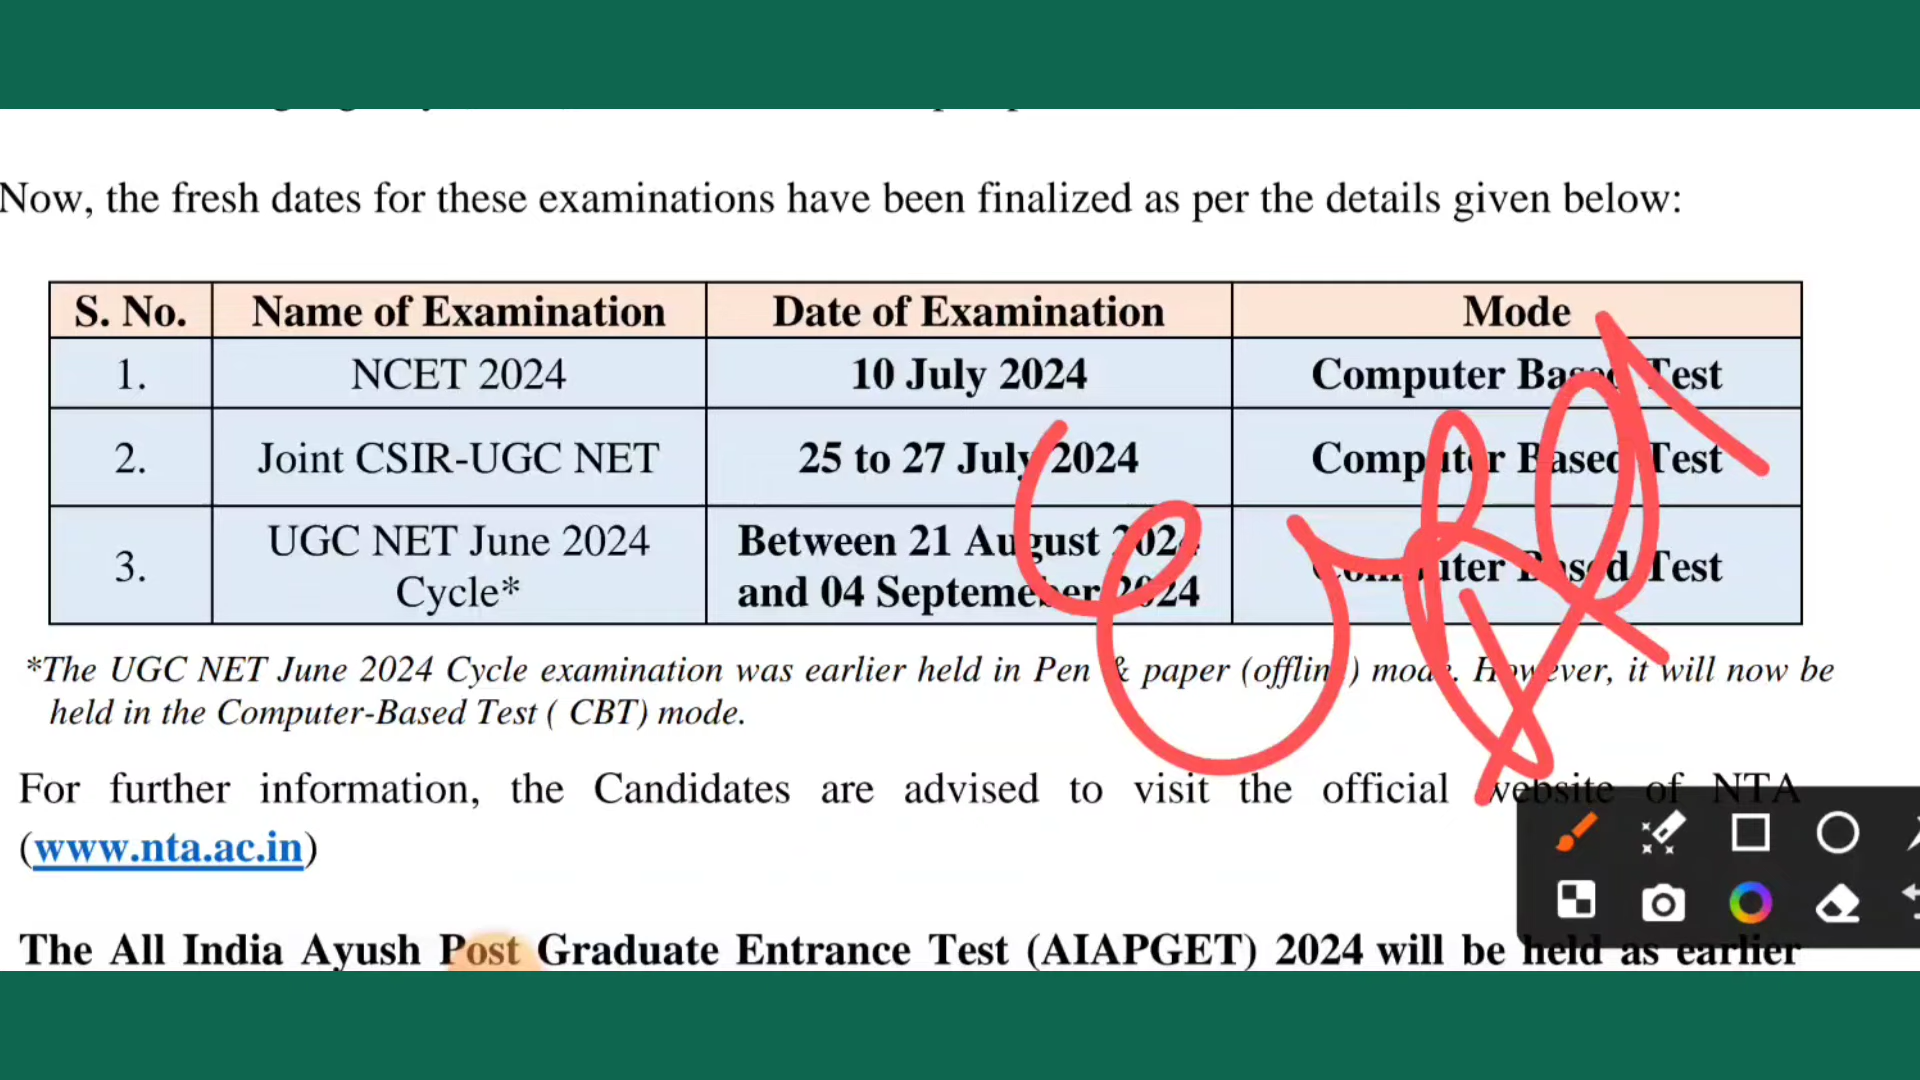 Now, the fresh dates for these examinations have been finalized as per the details given below:
S. No. Name of Examination Date of Examination Mode
1. NCET 2024 10 July 2024 Computer Based Test
2. Joint CSIR-UGC NET 25 to 27 July 2024 Computer Based Test
3. UGC NET June 2024 Cycle* Between 21 August 2024 and 04 Septemeber 2024 Computer Based Test
*The UGC NET June 2024 Cycle examination was earlier held in Pen & paper (offline) mode. However, it will now be
held in the Computer-Based Test ( CBT) mode.
For further information, the Candidates are advised to visit the official website of NTA
(www.nta.ac.in)
The All India Ayush Post Graduate Entrance Test (AIAPGET) 2024 will be held as earlier